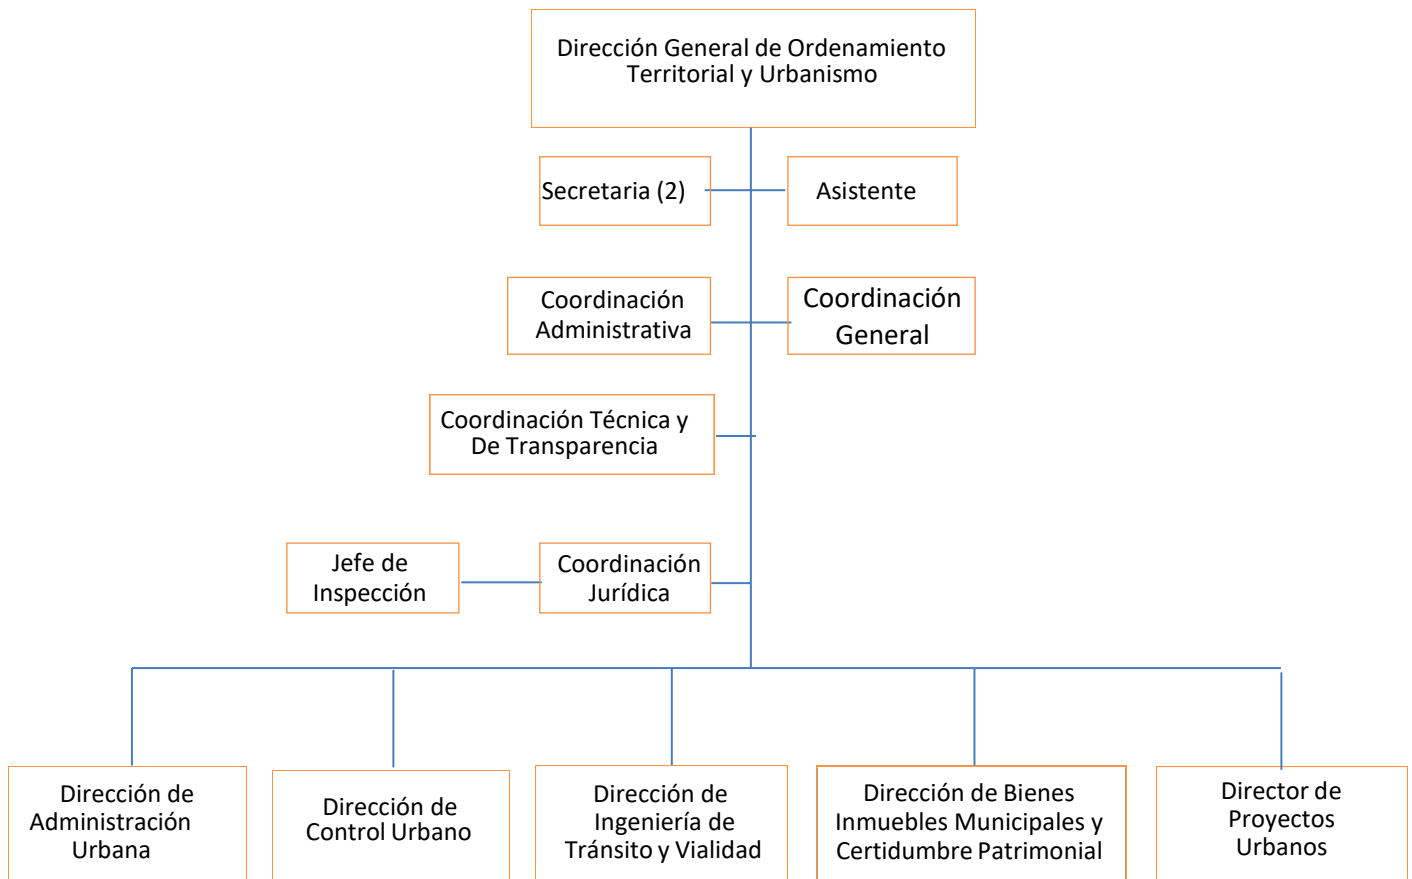 Dirección General de Ordenamiento
Territorial y Urbanismo
Secretaria (2)
Asistente
Coordinación
Administrativa
Coordinación
General
Coordinación Técnica y
De Transparencia
Jefe de
Inspección
Coordinación
Jurídica
Dirección de
Administración
Urbana
Dirección de
Control Urbano
Dirección de
Ingeniería de
Tránsito y Vialidad
Dirección de Bienes
Inmuebles Municipales y
Certidumbre Patrimonial
Director de
Proyectos
Urbanos